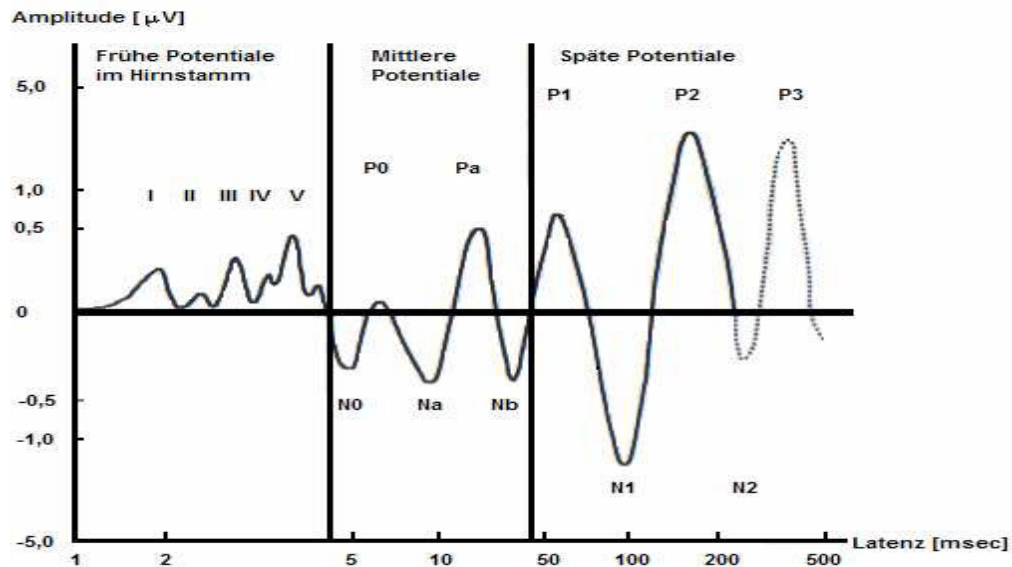 Amplitude [ μV]
Frühe Potentiale
im Hirnstamm
Mittlere
Potentiale
Späte Potentiale
5,0
P1
P2
P3
P0
Pa
1,0
I
II
III
IV
V
0,5
0
-0,5
N0
Na
Nb
-1,0
N1
N2
-5,0
Latenz [msec]
1
2
5
10
50
100
200
500